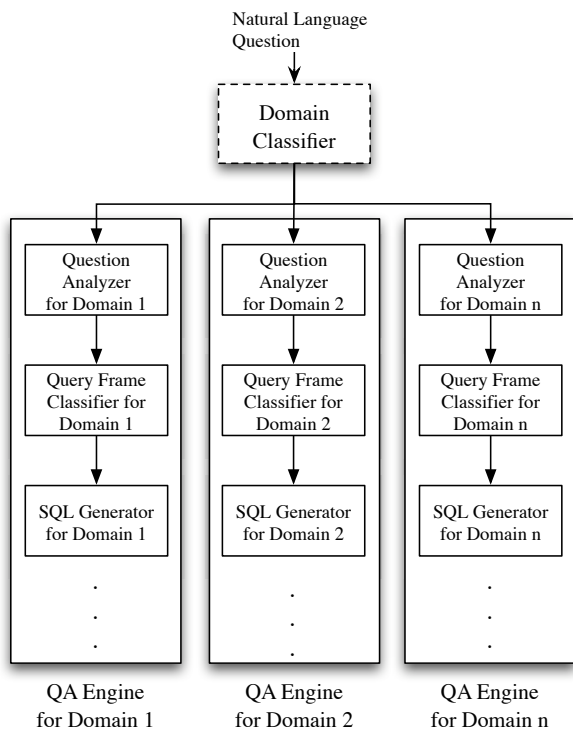 Natural Language
Question
Domain
Classifier
Question
Analyzer
for Domain 1
Query Frame
Classifier for
Domain 1
SQL Generator
for Domain 1
.
.
.
QA Engine
for Domain 1
Question
Analyzer
for Domain 2
Query Frame
Classifier for
Domain 2
SQL Generator
for Domain 2
.
.
.
QA Engine
for Domain 2
Question
Analyzer
for Domain n
Query Frame
Classifier for
Domain n
SQL Generator
for Domain n
.
.
.
QA Engine
for Domain n